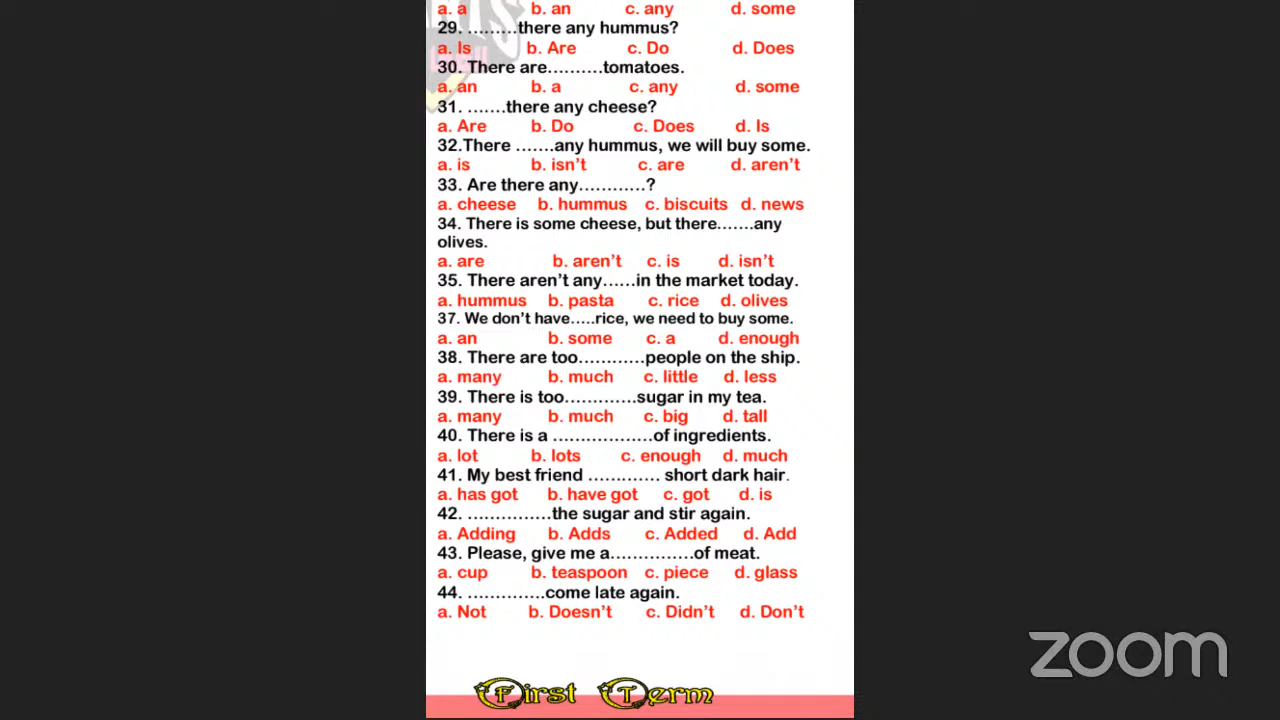 a. a b. an c. any d. some
29. ………there any hummus?
a. Is b. Are c. Do d. Does
30. There are……….tomatoes.
a. an b. a c. any d. some
31. …….there any cheese?
a. Are b. Do c. Does d. Is
32.There …….any hummus, we will buy some.
a. is b. isn’t c. are d. aren’t
33. Are there any…………?
a. cheese b. hummus c. biscuits d. news
34. There is some cheese, but there…….any
olives.
a. are b. aren’t c. is d. isn’t
35. There aren’t any……in the market today.
a. hummus b. pasta c. rice d. olives
37. We don’t have…..rice, we need to buy some.
a. an b. some c. a d. enough
38. There are too…………people on the ship.
a. many b. much c. little d. less
39. There is too………….sugar in my tea.
a. many b. much c. big d. tall
40. There is a ………………of ingredients.
a. lot b. lots c. enough d. much
41. My best friend …………. short dark hair.
a. has got b. have got c. got d. is
42. ……………the sugar and stir again.
a. Adding b. Adds c. Added d. Add
43. Please, give me a……………of meat.
a. cup b. teaspoon c. piece d. glass
44. …………..come late again.
a. Not b. Doesn’t c. Didn’t d. Don’t
zoom
First Term